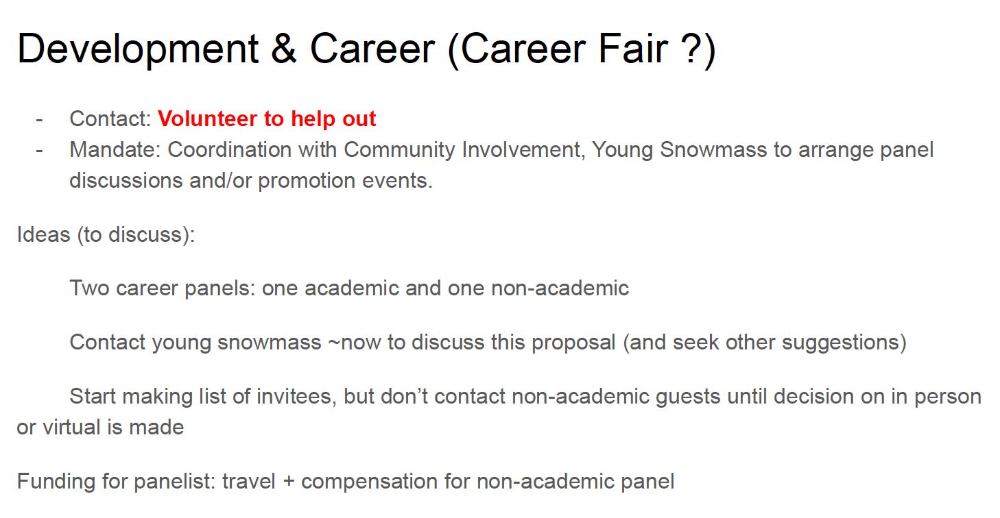 Development & Career (Career Fair ?)
- Contact: Volunteer to help out
- Mandate: Coordination with Community Involvement, Young Snowmass to arrange panel
discussions and/or promotion events.
Ideas (to discuss):
Two career panels: one academic and one non-academic
Contact young snowmass ~now to discuss this proposal (and seek other suggestions)
Start making list of invitees, but don’t contact non-academic guests until decision on in person
or virtual is made
Funding for panelist: travel + compensation for non-academic panel